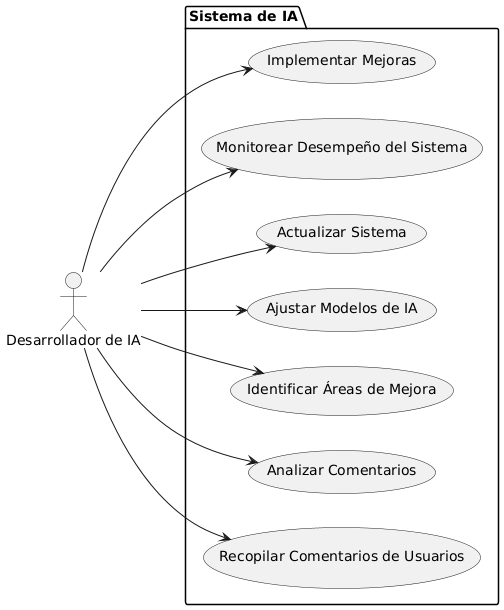 Sistema de IA
Implementar Mejoras
Monitorear Desempeño del Sistema
Actualizar Sistema
Ajustar Modelos de IA
Desarrollador de IA
Identificar Áreas de Mejora
Analizar Comentarios
Recopilar Comentarios de Usuarios